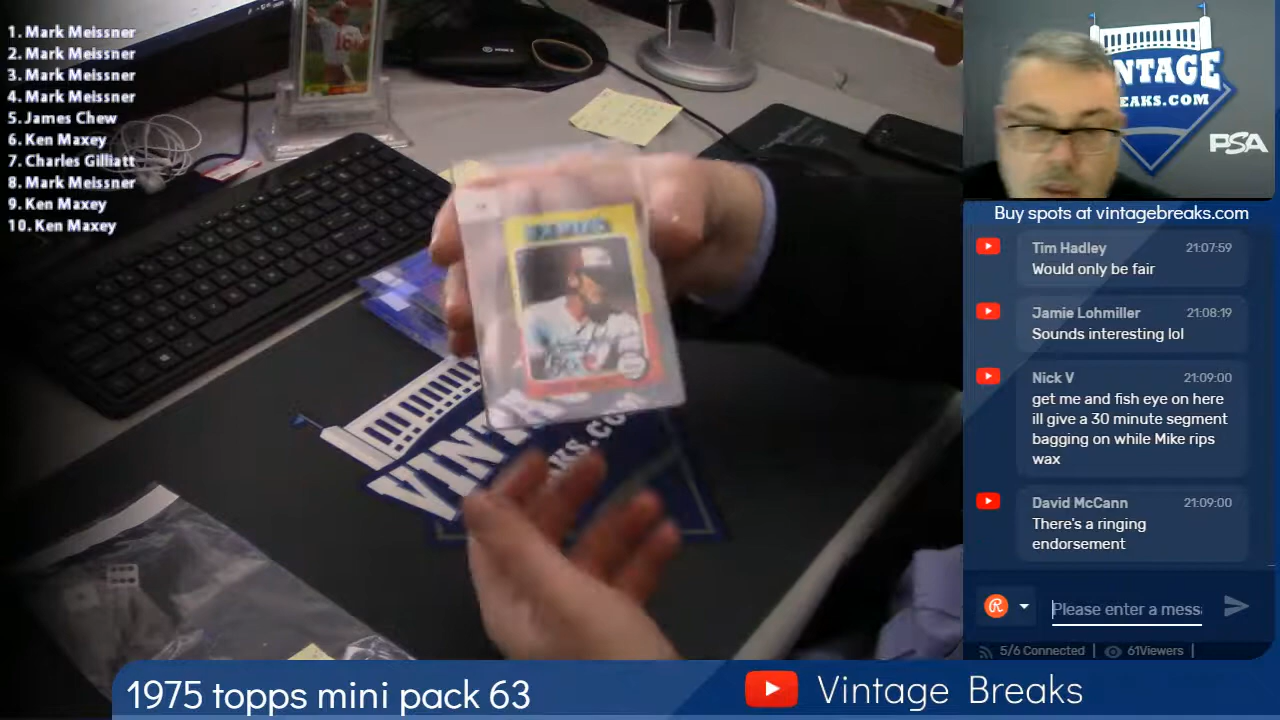 1. Mark Meissner
2. Mark Meissner
3. Mark Meissner
4. Mark Meissner
5. James Chew
6. Ken Maxey
7. Charles Gilliatt
8. Mark Meissner
9. Ken Maxey
10. Ken Maxey
VINTAGE
BREAKS.COM
PSA
Buy spots at vintagebreaks.com
Tim Hadley 21:07:59
Would only be fair
Jamie Lohmiller 21:08:19
Sounds interesting lol
Nick V 21:09:00
get me and fish eye on here
ill give a 30 minute segment
bagging on while Mike rips
wax
David McCann 21:09:00
There's a ringing
endorsement
Please enter a messa
5/6 Connected | 61Viewers |
1975 topps mini pack 63
Vintage Breaks